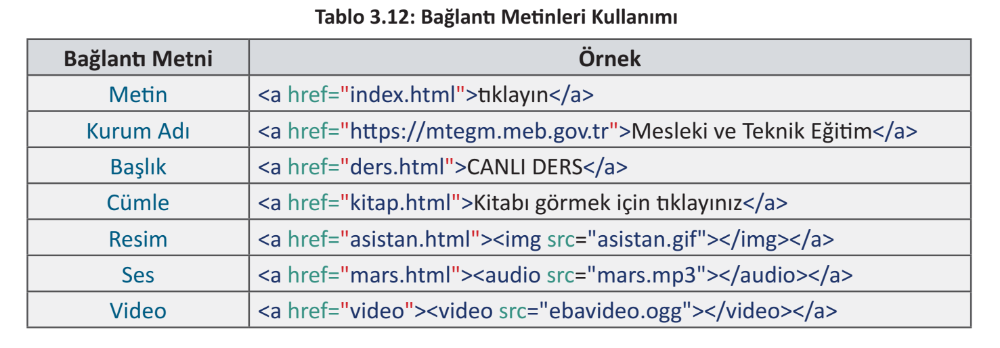 Tablo 3.12: Bağlantı Metinleri Kullanımı
Bağlantı Metni Örnek
Metin <a href="index.html">tıklayın</a>
Kurum Adı <a href="https://mtegm.meb.gov.tr">Mesleki ve Teknik Eğitim</a>
Başlık <a href="ders.html">CANLI DERS</a>
Cümle <a href="kitap.html">Kitabı görmek için tıklayınız</a>
Resim <a href="asistan.html"><img src="asistan.gif"></img></a>
Ses <a href="mars.html"><audio src="mars.mp3"></audio></a>
Video <a href="video"><video src="ebavideo.ogg"></video></a>